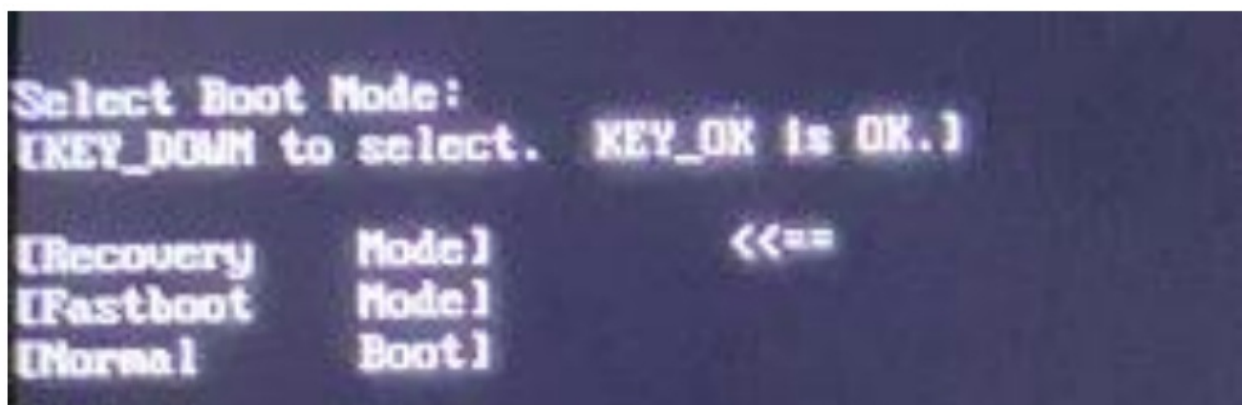 Select Boot Mode:
[KEY_DOWN to select. KEY_OK is OK.]
[Recovery Mode] <<==
[Fastboot Mode]
[Normal Boot]